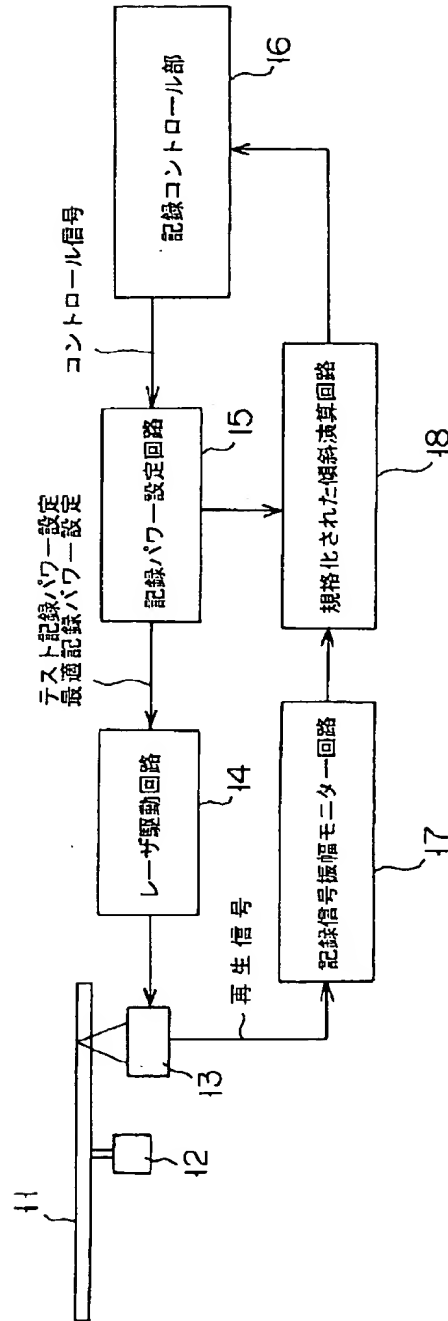 11
12
13
再生信号
レーザ駆動回路
14
テスト記録パワー設定
最適記録パワー設定
記録パワー設定回路
15
コントロール信号
記録コントロール部
16
記録信号振幅モニター回路
17
規格化された傾斜演算回路
18